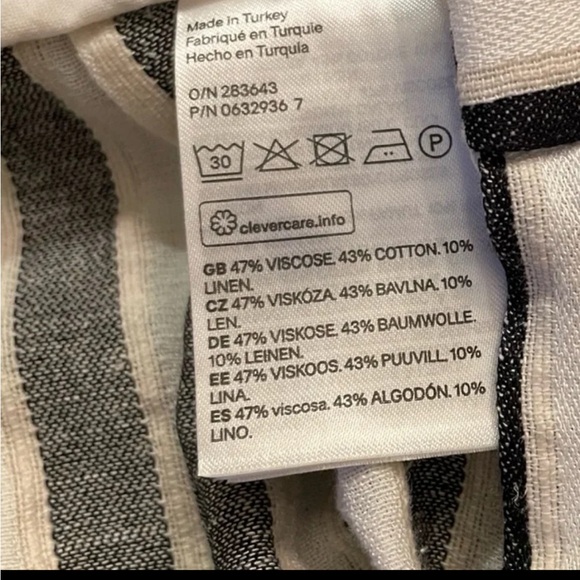 Made in Turkey
Fabriqué en Turquie
Hecho en Turquía
O/N 283643
P/N 0632936 7
30
P
clevercare.info
GB 47% VISCOSE. 43% COTTON. 10%
LINEN.
CZ 47% VISKÓZA. 43% BAVLNA. 10%
LEN.
DE 47% VISKOSE. 43% BAUMWOLLE.
10% LEINEN.
EE 47% VISKOOS. 43% PUUVILL. 10%
LINA.
ES 47% viscosa. 43% ALGODÓN. 10%
LINO.